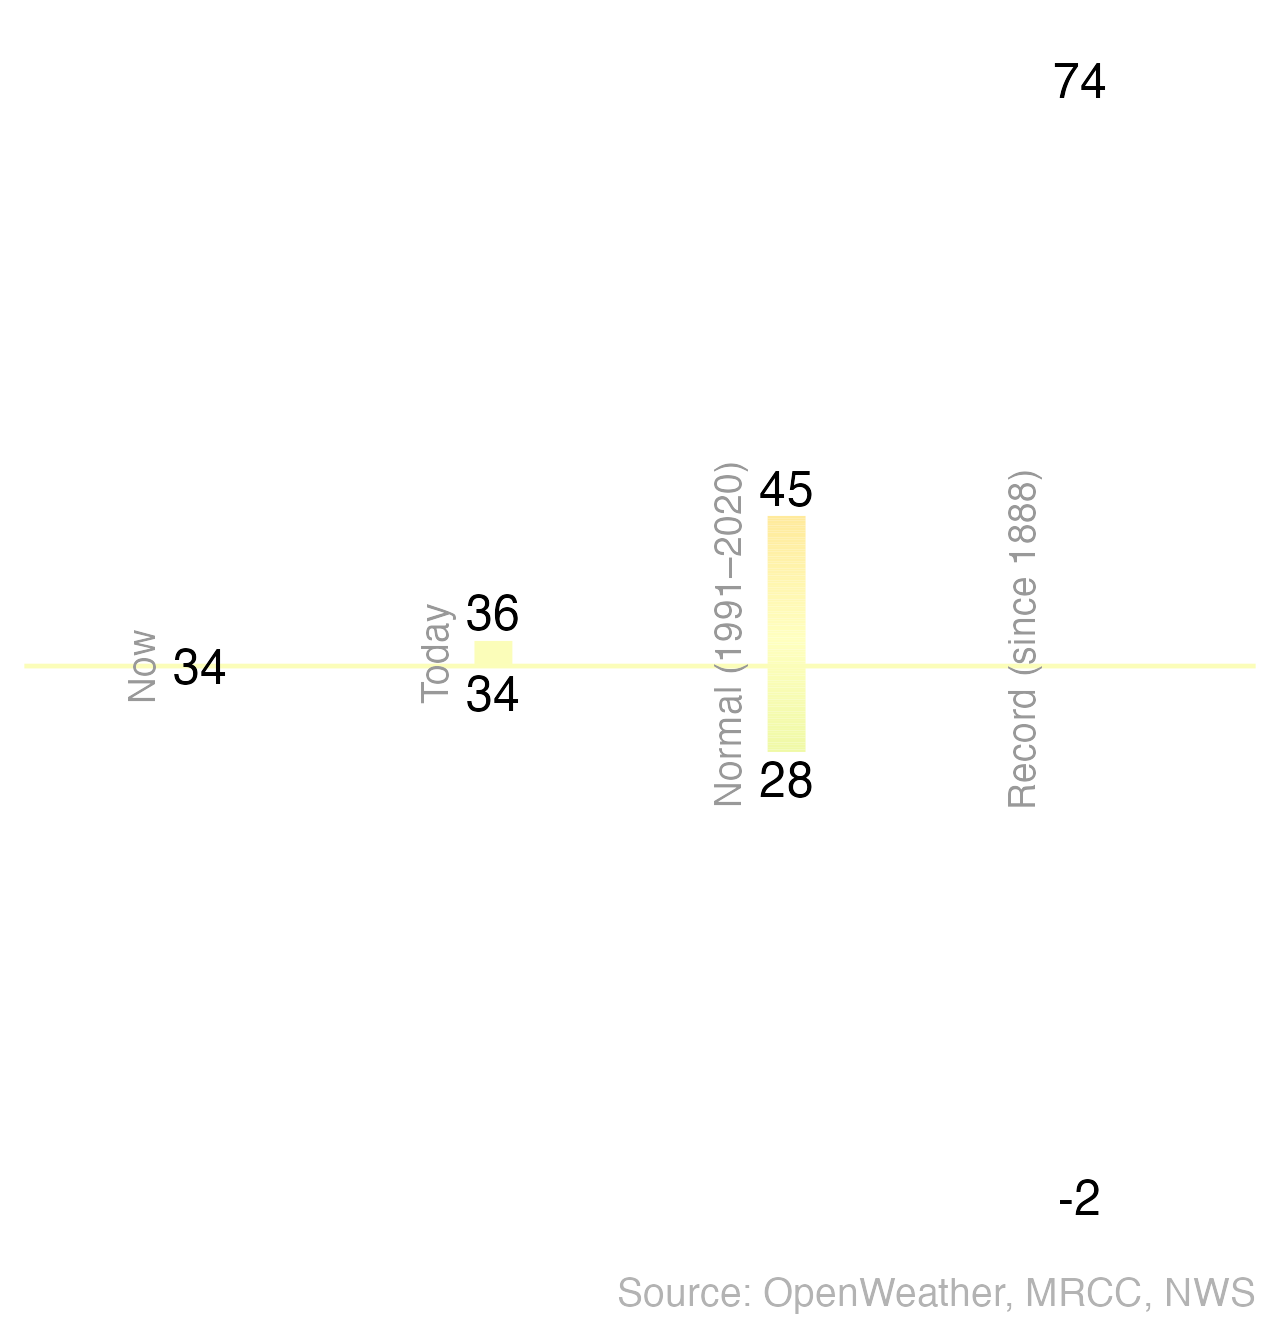 74
Now
34
Today
36
34
Normal (1991–2020)
45
28
Record (since 1888)
-2
Source: OpenWeather, MRCC, NWS